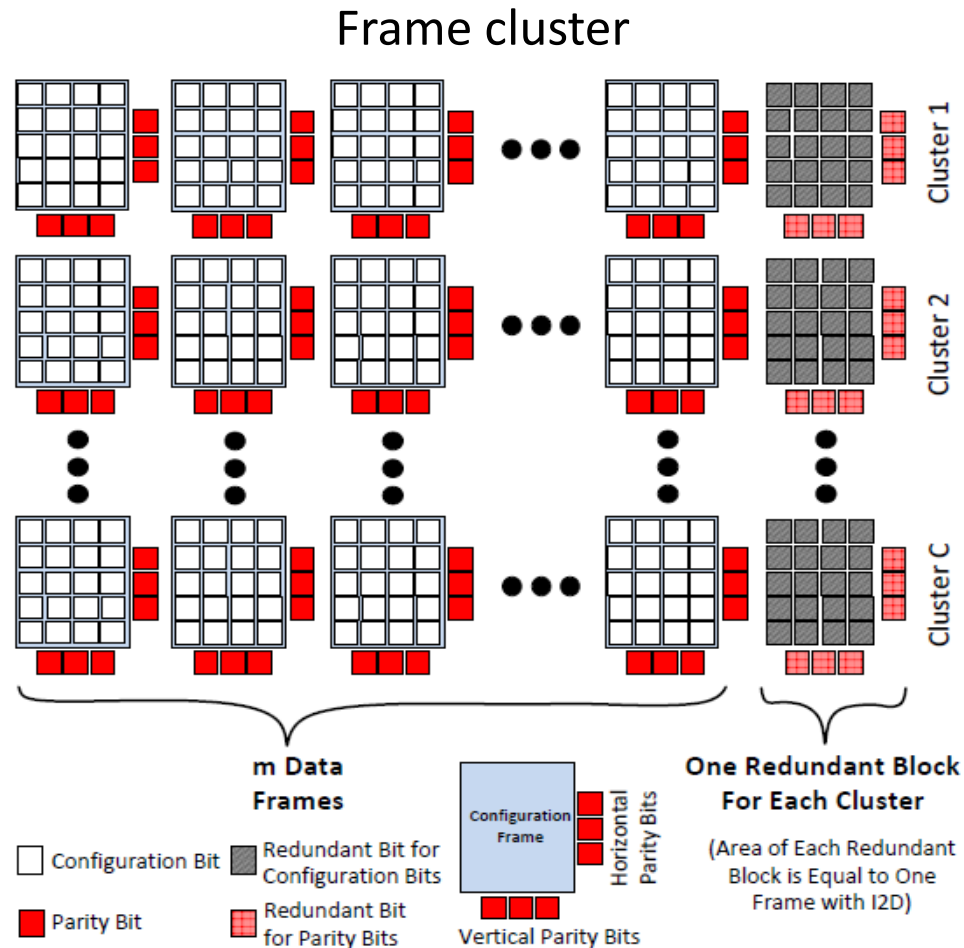 Frame cluster
Cluster 1
Cluster 2
Cluster C
m Data
Frames
One Redundant Block
For Each Cluster
(Area of Each Redundant
Block is Equal to One
Frame with I2D)
Configuration
Frame
Horizontal
Parity Bits
Vertical Parity Bits
Configuration Bit
Redundant Bit for
Configuration Bits
Parity Bit
Redundant Bit
for Parity Bits